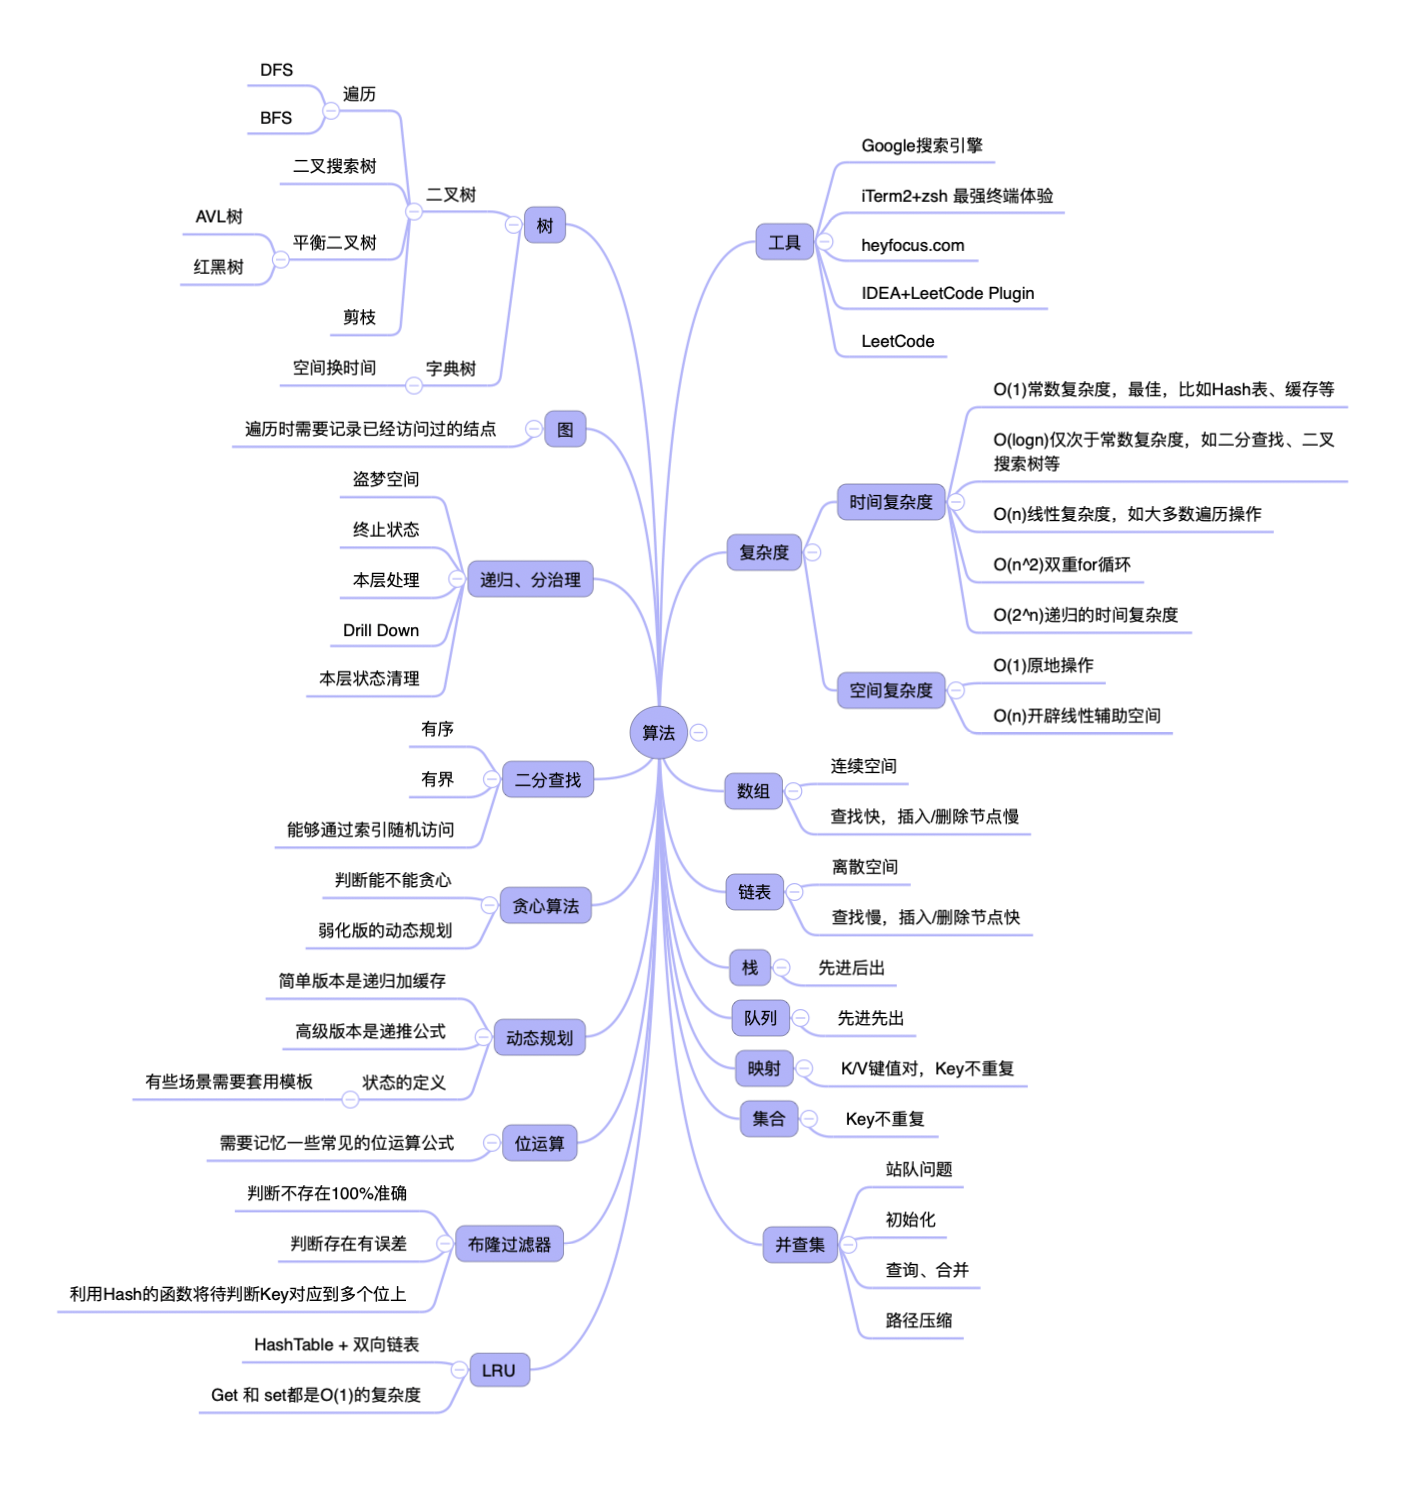 算法
工具
Google搜索引擎
iTerm2+zsh 最强终端体验
heyfocus.com
IDEA+LeetCode Plugin
LeetCode
复杂度
时间复杂度
O(1)常数复杂度，最佳，比如Hash表、缓存等
O(logn)仅次于常数复杂度，如二分查找、二叉
搜索树等
O(n)线性复杂度，如大多数遍历操作
O(n^2)双重for循环
O(2^n)递归的时间复杂度
空间复杂度
O(1)原地操作
O(n)开辟线性辅助空间
数组
连续空间
查找快，插入/删除节点慢
链表
离散空间
查找慢，插入/删除节点快
栈
先进后出
队列
先进先出
映射
K/V键值对，Key不重复
集合
Key不重复
并查集
站队问题
初始化
查询、合并
路径压缩
树
二叉树
遍历
DFS
BFS
二叉搜索树
平衡二叉树
AVL树
红黑树
剪枝
字典树
空间换时间
图
遍历时需要记录已经访问过的结点
递归、分治理
盗梦空间
终止状态
本层处理
Drill Down
本层状态清理
二分查找
有序
有界
能够通过索引随机访问
贪心算法
判断能不能贪心
弱化版的动态规划
动态规划
简单版本是递归加缓存
高级版本是递推公式
状态的定义
有些场景需要套用模板
位运算
需要记忆一些常见的位运算公式
布隆过滤器
判断不存在100%准确
判断存在有误差
利用Hash的函数将待判断Key对应到多个位上
LRU
HashTable + 双向链表
Get 和 set都是O(1)的复杂度